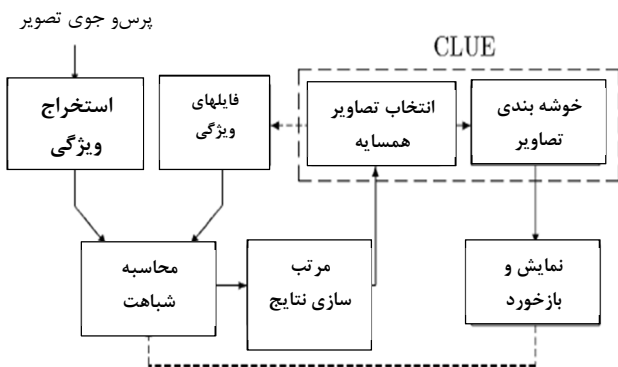 پرس‌و جوی تصویر
CLUE
استخراج
ویژگی
فایلهای
ویژگی
انتخاب تصاویر
همسایه
خوشه بندی
تصاویر
محاسبه
شباهت
مرتب
سازی نتایج
نمایش و
بازخورد